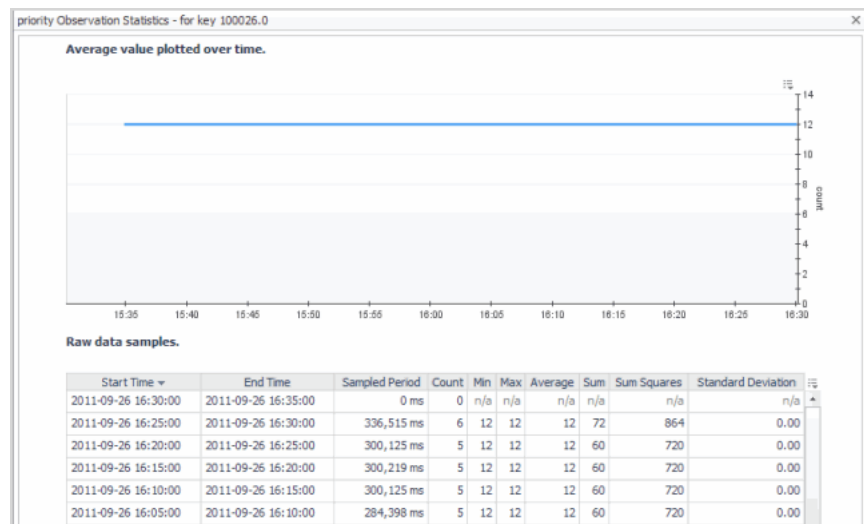 priority Observation Statistics - for key 100026.0
Average value plotted over time.
14
12
10
8
6
4
2
0
count
15:35 15:40 15:45 15:50 15:55 16:00 16:05 16:10 16:15 16:20 16:25 16:30
Raw data samples.
Start Time End Time Sampled Period Count Min Max Average Sum Sum Squares Standard Deviation
2011-09-26 16:30:00 2011-09-26 16:35:00 0 ms 0 n/a n/a n/a n/a n/a n/a
2011-09-26 16:25:00 2011-09-26 16:30:00 336,515 ms 6 12 12 12 72 864 0.00
2011-09-26 16:20:00 2011-09-26 16:25:00 300,125 ms 5 12 12 12 60 720 0.00
2011-09-26 16:15:00 2011-09-26 16:20:00 300,219 ms 5 12 12 12 60 720 0.00
2011-09-26 16:10:00 2011-09-26 16:15:00 300,125 ms 5 12 12 12 60 720 0.00
2011-09-26 16:05:00 2011-09-26 16:10:00 284,398 ms 5 12 12 12 60 720 0.00